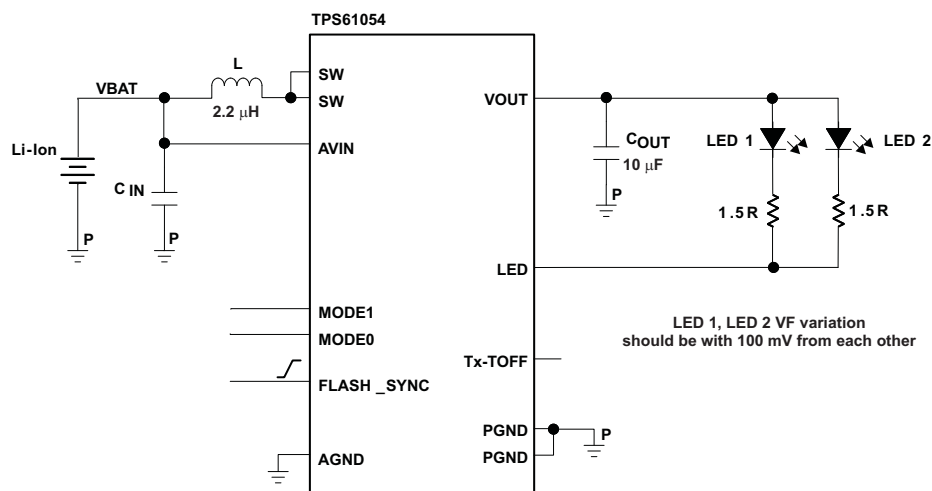 TPS61054
L
SW
VBAT
SW
2.2 μH
VOUT
Li-Ion
AVIN
C IN
P
P
COUT
10 μF
P
LED 1
LED 2
1.5R
1.5R
LED
MODE1
MODE0
FLASH _SYNC
LED 1, LED 2 VF variation
should be with 100 mV from each other
Tx-TOFF
AGND
PGND
PGND
P